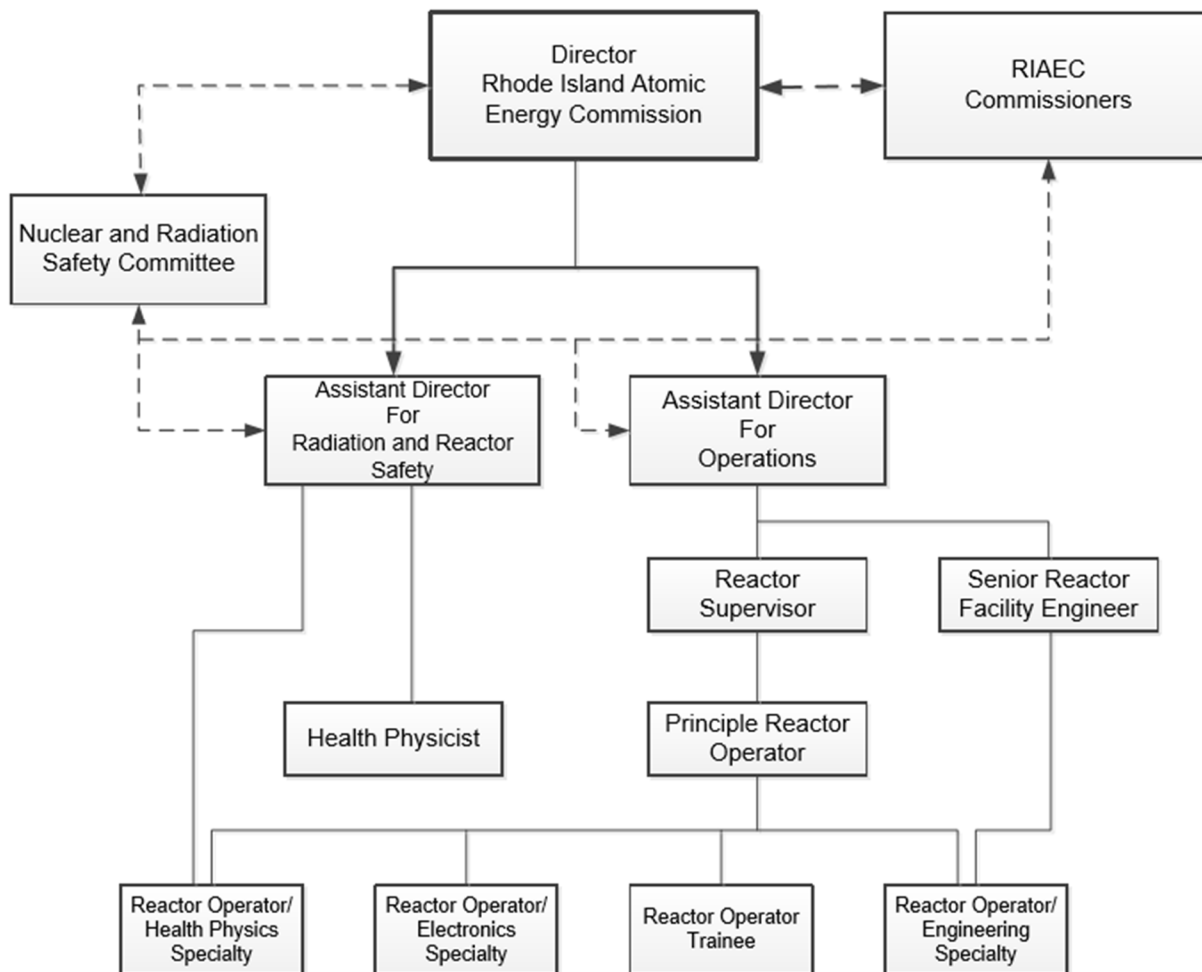 Director
Rhode Island Atomic
Energy Commission
RIAEC
Commissioners
Nuclear and Radiation
Safety Committee
Assistant Director
For
Radiation and Reactor
Safety
Assistant Director
For
Operations
Reactor
Supervisor
Senior Reactor
Facility Engineer
Health Physicist
Principle Reactor
Operator
Reactor Operator/
Health Physics
Specialty
Reactor Operator/
Electronics
Specialty
Reactor Operator
Trainee
Reactor Operator/
Engineering
Specialty